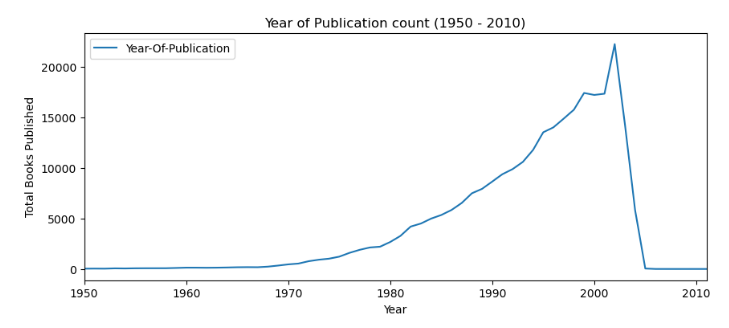 Year of Publication count (1950 - 2010)
Year-Of-Publication
Total Books Published
20000
15000
10000
5000
0
1950 1960 1970 1980 1990 2000 2010
Year